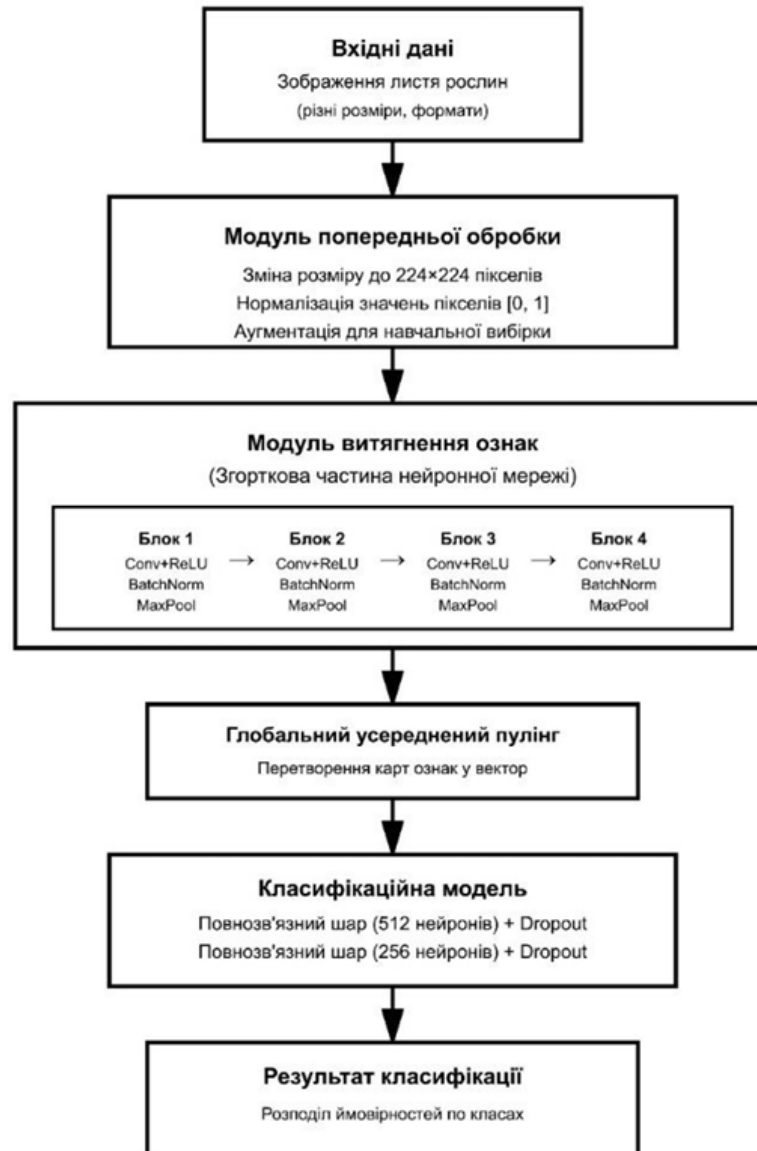 Вхідні дані
Зображення листя рослин
(різні розміри, формати)
Модуль попередньої обробки
Зміна розміру до 224×224 пікселів
Нормалізація значень пікселів [0, 1]
Аугментація для навчальної вибірки
Модуль витягнення ознак
(Згорткова частина нейронної мережі)
Блок 1 Блок 2 Блок 3 Блок 4
Conv+ReLU → Conv+ReLU → Conv+ReLU → Conv+ReLU
BatchNorm BatchNorm BatchNorm BatchNorm
MaxPool MaxPool MaxPool MaxPool
Глобальний усереднений пулінг
Перетворення карт ознак у вектор
Класифікаційна модель
Повнозв'язний шар (512 нейронів) + Dropout
Повнозв'язний шар (256 нейронів) + Dropout
Результат класифікації
Розподіл ймовірностей по класах